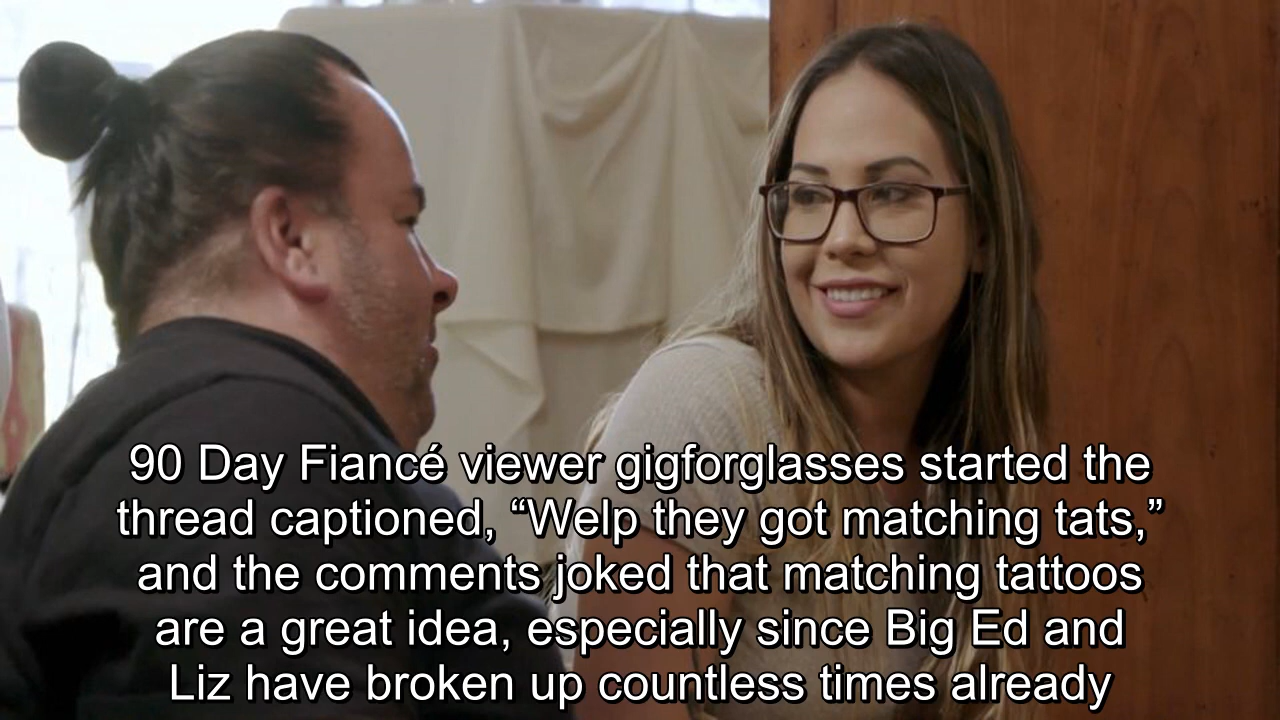 90 Day Fiancé viewer gigforglasses started the
thread captioned, “Welp they got matching tats,”
and the comments joked that matching tattoos
are a great idea, especially since Big Ed and
Liz have broken up countless times already